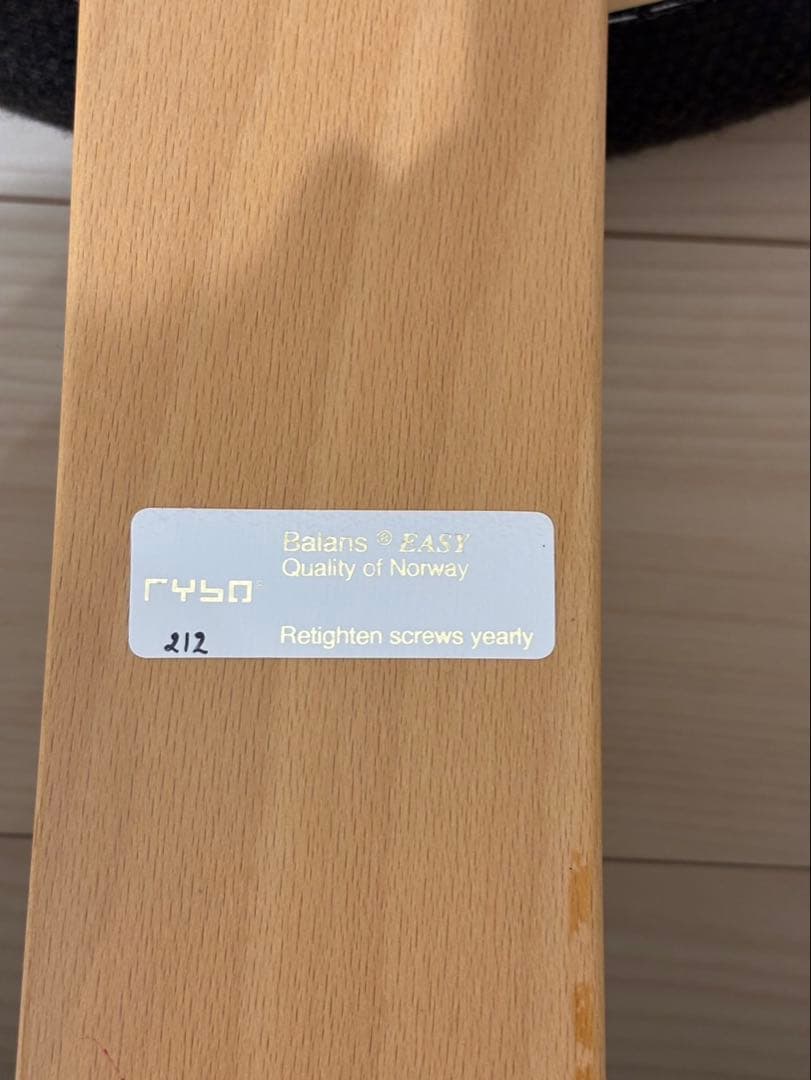 Balans ® EASY
Quality of Norway
rybo®
212
Retighten screws yearly